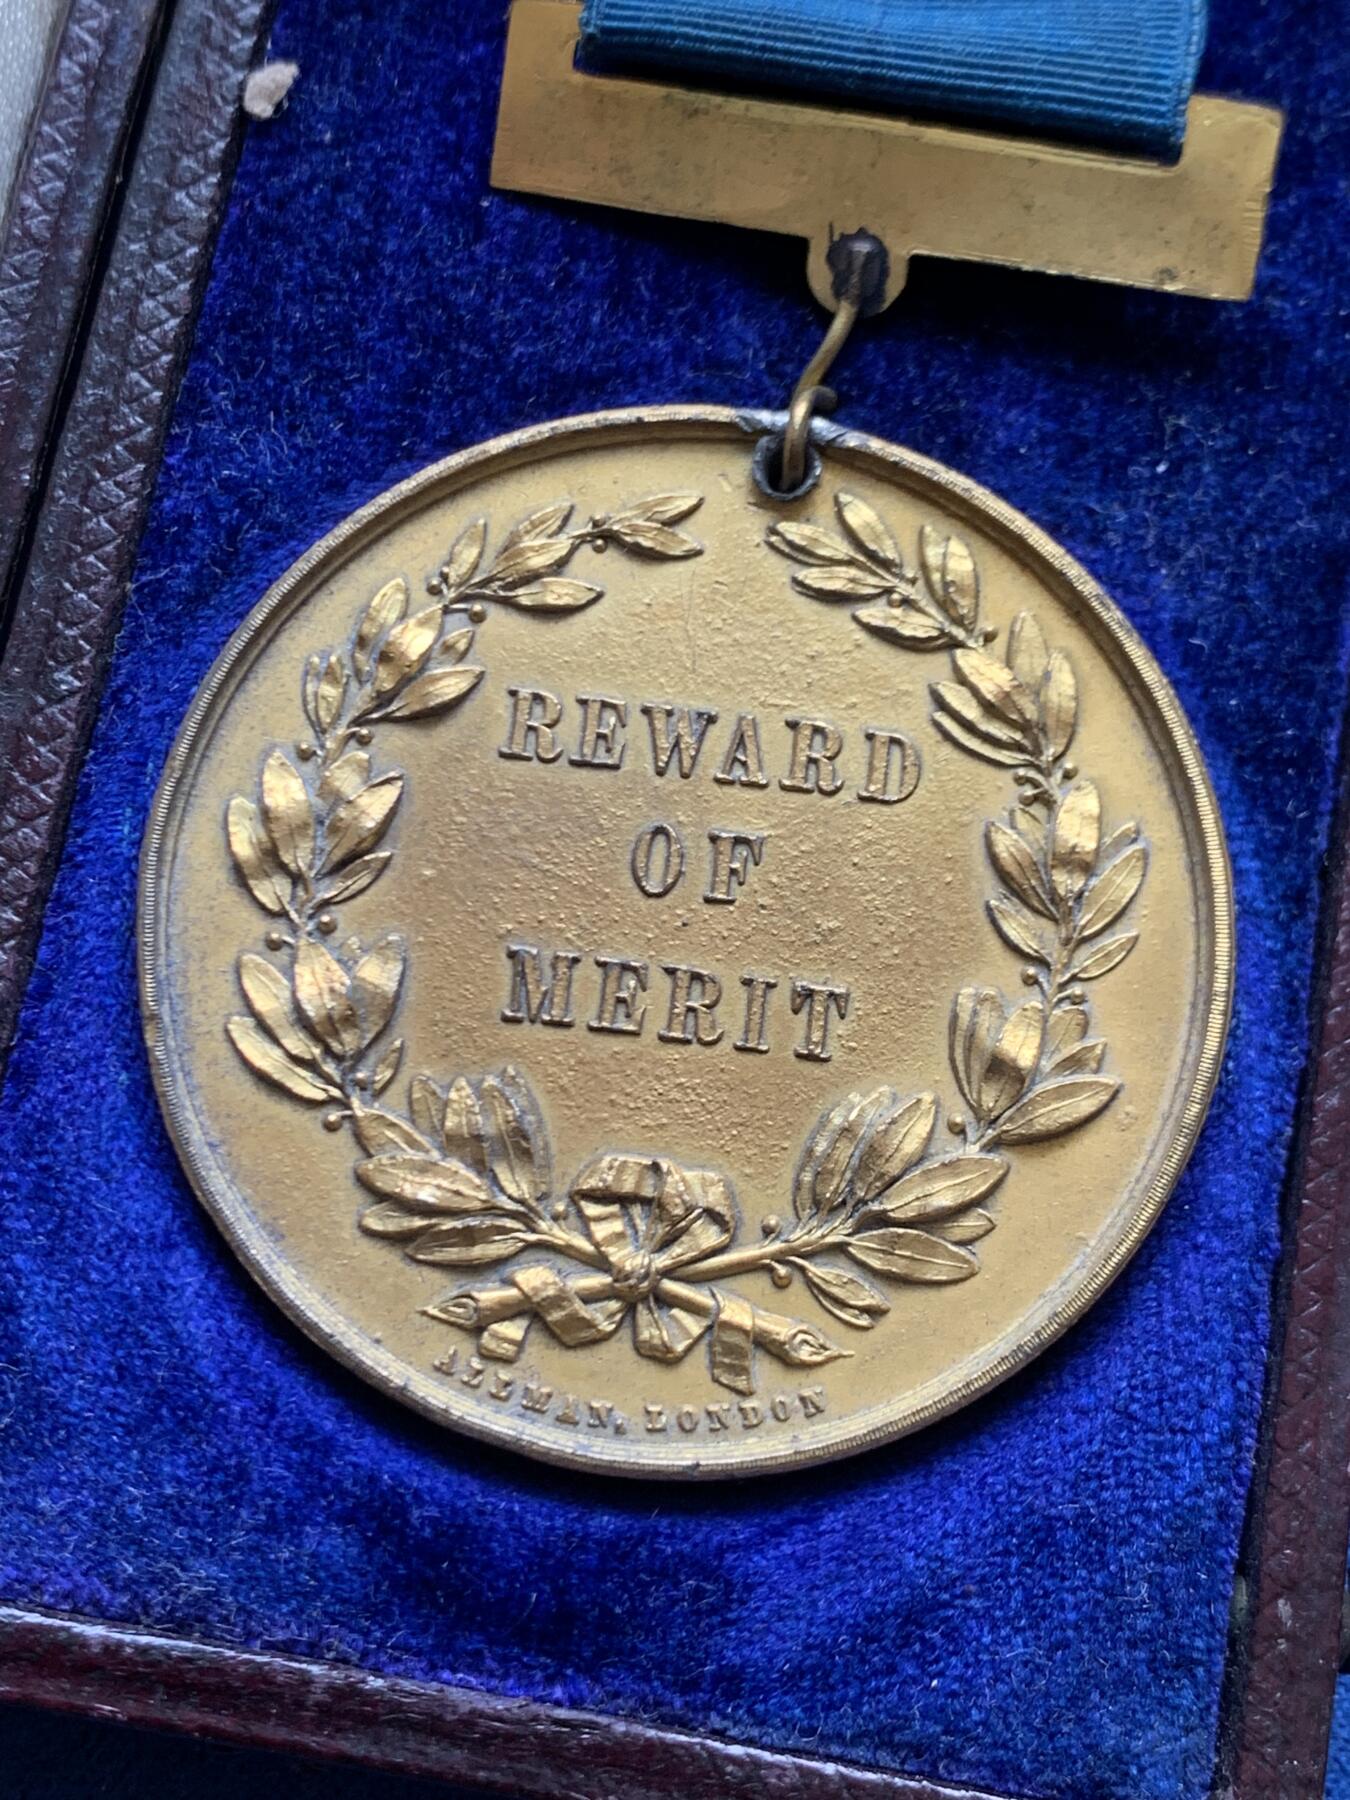 REWARD
OF
MERIT
ALLMAN, LONDON